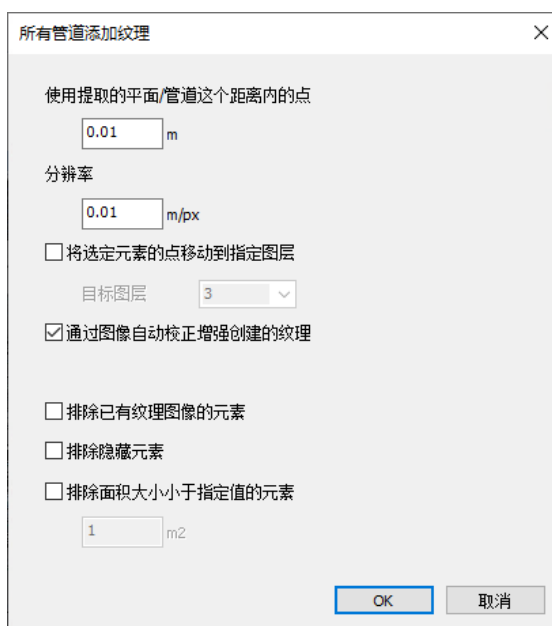 所有管道添加纹理
使用提取的平面/管道这个距离内的点
0.01 m
分辨率
0.01 m/px
将选定元素的点移动到指定图层
目标图层 3
通过图像自动校正增强创建的纹理
排除已有纹理图像的元素
排除隐藏元素
排除面积大小小于指定值的元素
1 m2
OK 取消